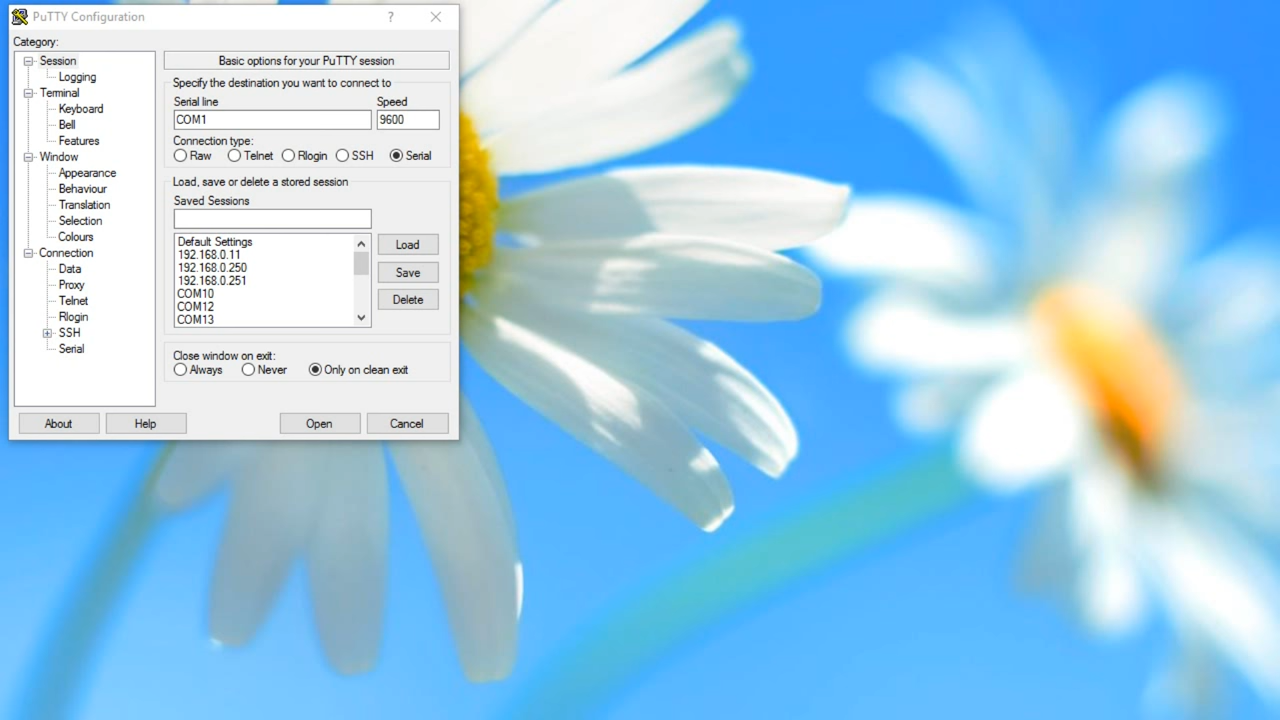 PuTTY Configuration
?
Category:
Session
Logging
Terminal
Keyboard
Bell
Features
Window
Appearance
Behaviour
Translation
Selection
Colours
Connection
Data
Proxy
Telnet
Rlogin
SSH
Serial
Basic options for your PuTTY session
Specify the destination you want to connect to
Serial line Speed
COM1 9600
Connection type:
Raw Telnet Rlogin SSH Serial
Load, save or delete a stored session
Saved Sessions
Default Settings
192.168.0.11
192.168.0.250
192.168.0.251
COM10
COM12
COM13
Load
Save
Delete
Close window on exit:
Always Never Only on clean exit
About Help Open Cancel